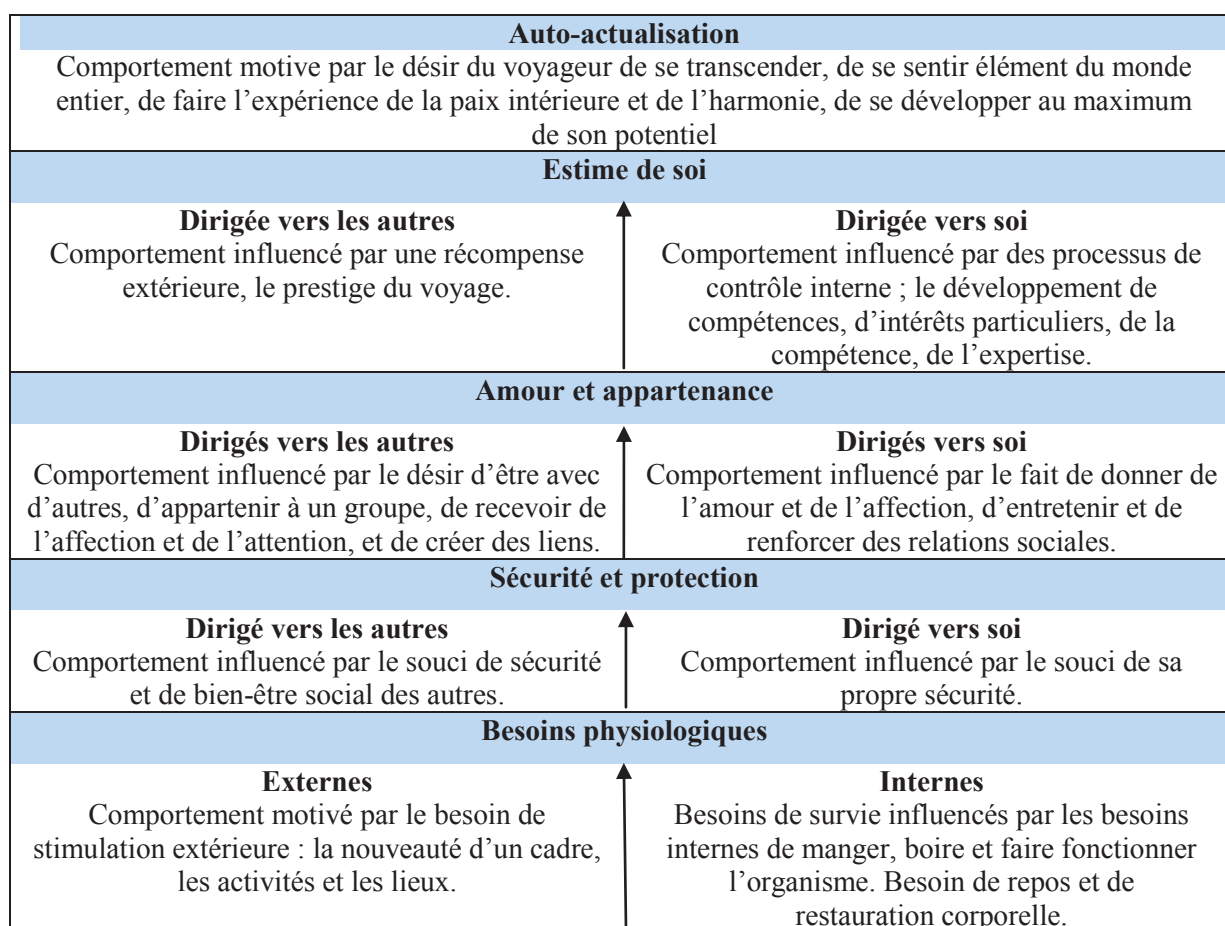 Auto-actualisation
Comportement motive par le désir du voyageur de se transcender, de se sentir élément du monde
entier, de faire l'expérience de la paix intérieure et de l'harmonie, de se développer au maximum
de son potentiel
Estime de soi
Dirigée vers les autres
Comportement influencé par une récompense
extérieure, le prestige du voyage.
Dirigée vers soi
Comportement influencé par des processus de
contrôle interne ; le développement de
compétences, d'intérêts particuliers, de la
compétence, de l'expertise.
Amour et appartenance
Dirigés vers les autres
Comportement influencé par le désir d'être avec
d'autres, d'appartenir à un groupe, de recevoir de
l'affection et de l'attention, et de créer des liens.
Dirigés vers soi
Comportement influencé par le fait de donner de
l'amour et de l'affection, d'entretenir et de
renforcer des relations sociales.
Sécurité et protection
Dirigé vers les autres
Comportement influencé par le souci de sécurité
et de bien-être social des autres.
Dirigé vers soi
Comportement influencé par le souci de sa
propre sécurité.
Besoins physiologiques
Externes
Comportement motivé par le besoin de
stimulation extérieure : la nouveauté d'un cadre,
les activités et les lieux.
Internes
Besoins de survie influencés par les besoins
internes de manger, boire et faire fonctionner
l'organisme. Besoin de repos et de
restauration corporelle.